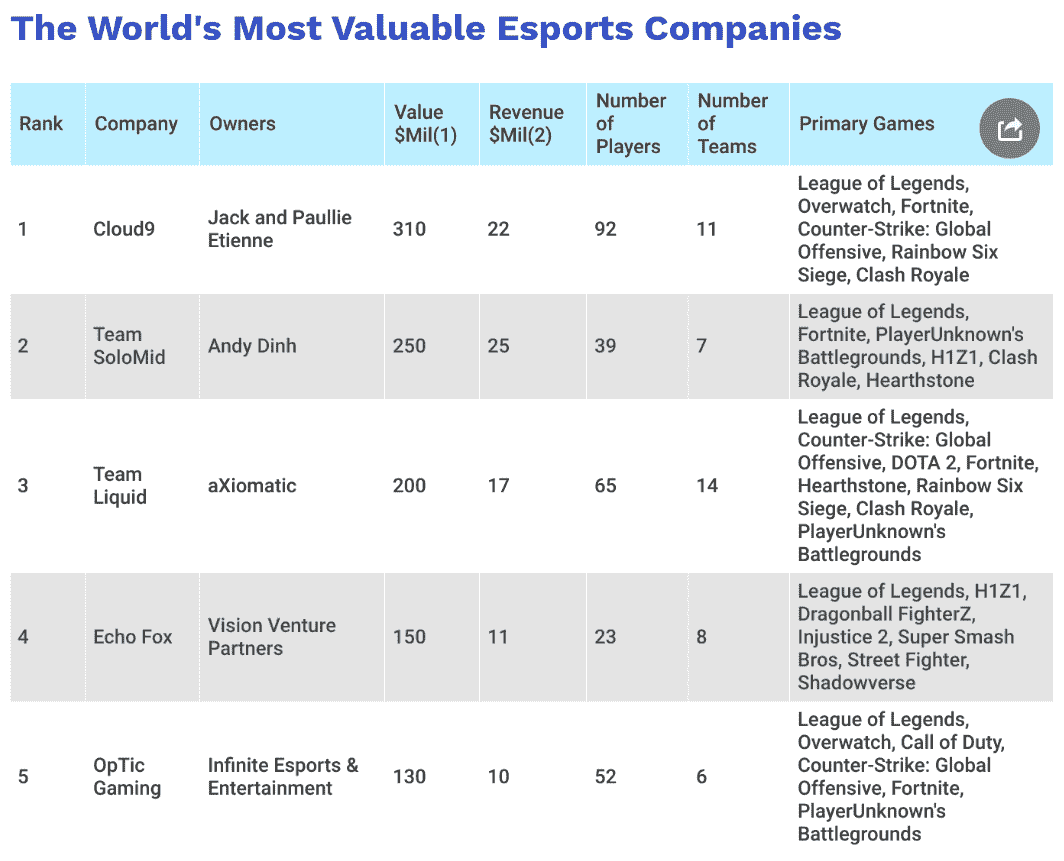 The World's Most Valuable Esports Companies
Rank Company Owners Value $Mil(1) Revenue $Mil(2) Number of Players Number of Teams Primary Games
1 Cloud9 Jack and Paullie Etienne 310 22 92 11 League of Legends, Overwatch, Fortnite, Counter-Strike: Global Offensive, Rainbow Six Siege, Clash Royale
2 Team SoloMid Andy Dinh 250 25 39 7 League of Legends, Fortnite, PlayerUnknown's Battlegrounds, H1Z1, Clash Royale, Hearthstone
3 Team Liquid aXiomatic 200 17 65 14 League of Legends, Counter-Strike: Global Offensive, DOTA 2, Fortnite, Hearthstone, Rainbow Six Siege, Clash Royale, PlayerUnknown's Battlegrounds
4 Echo Fox Vision Venture Partners 150 11 23 8 League of Legends, H1Z1, Dragonball FighterZ, Injustice 2, Super Smash Bros, Street Fighter, Shadowverse
5 OpTic Gaming Infinite Esports & Entertainment 130 10 52 6 League of Legends, Overwatch, Call of Duty, Counter-Strike: Global Offensive, Fortnite, PlayerUnknown's Battlegrounds